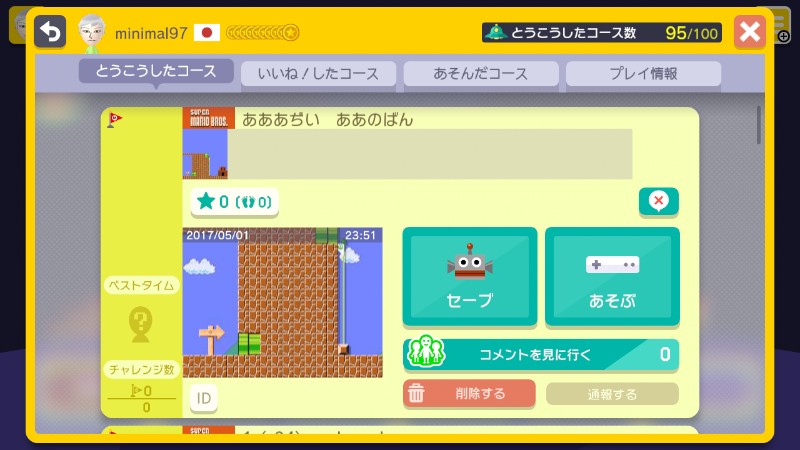 minimal97
とうこうしたコース数 95/100
とうこうしたコース
いいね!したコース
あそんだコース
プレイ情報
SUPER MARIO BROS.
あああぢい ああのばん
0 (0)
2017/05/01 23:51
セーブ
あそぶ
ベストタイム
?
コメントを見に行く 0
チャレンジ数
0
0
ID
削除する
通報する
SUPER